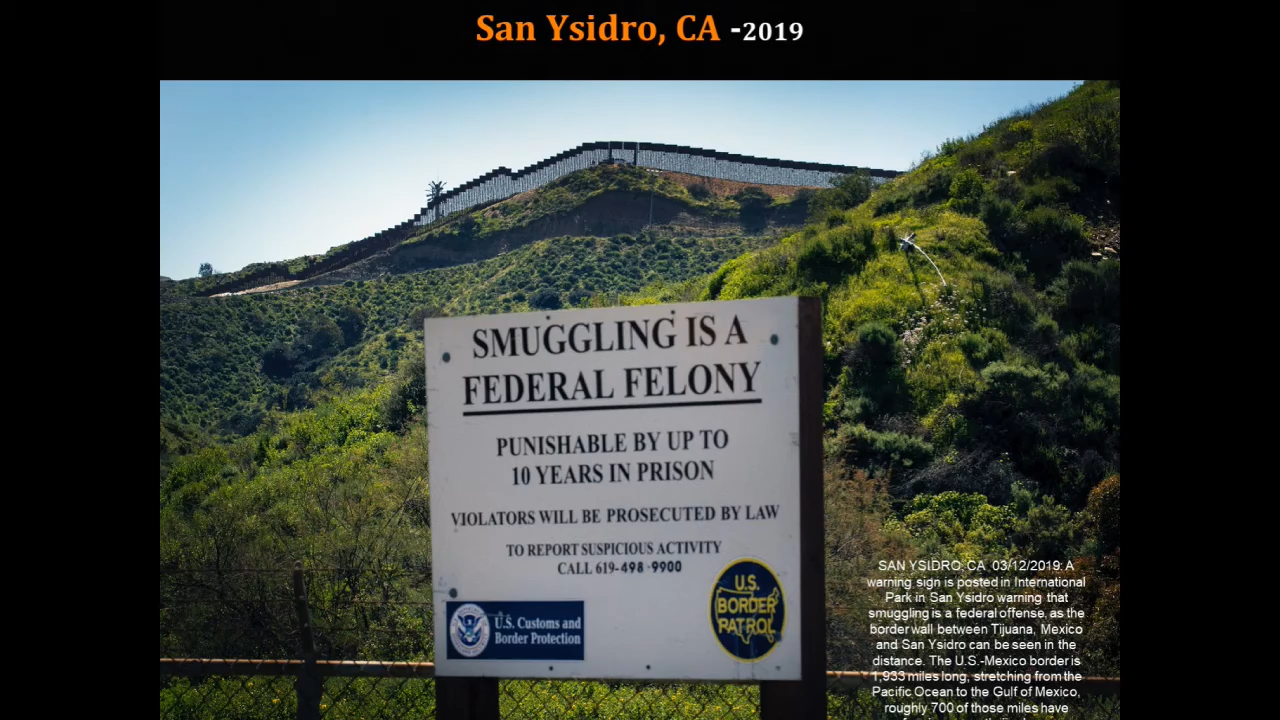 San Ysidro, CA -2019
SMUGGLING IS A
FEDERAL FELONY
PUNISHABLE BY UP TO
10 YEARS IN PRISON
VIOLATORS WILL BE PROSECUTED BY LAW
TO REPORT SUSPICIOUS ACTIVITY
CALL 619-498-9900
U.S. Customs and
Border Protection
U.S.
BORDER
PATROL
SAN YSIDRO, CA 03/12/2019: A
warning sign is posted in International
Park in San Ysidro warning that
smuggling is a federal offense, as the
border wall between Tijuana, Mexico
and San Ysidro can be seen in the
distance. The U.S.-Mexico border is
1,933 miles long, stretching from the
Pacific Ocean to the Gulf of Mexico,
roughly 700 of those miles have